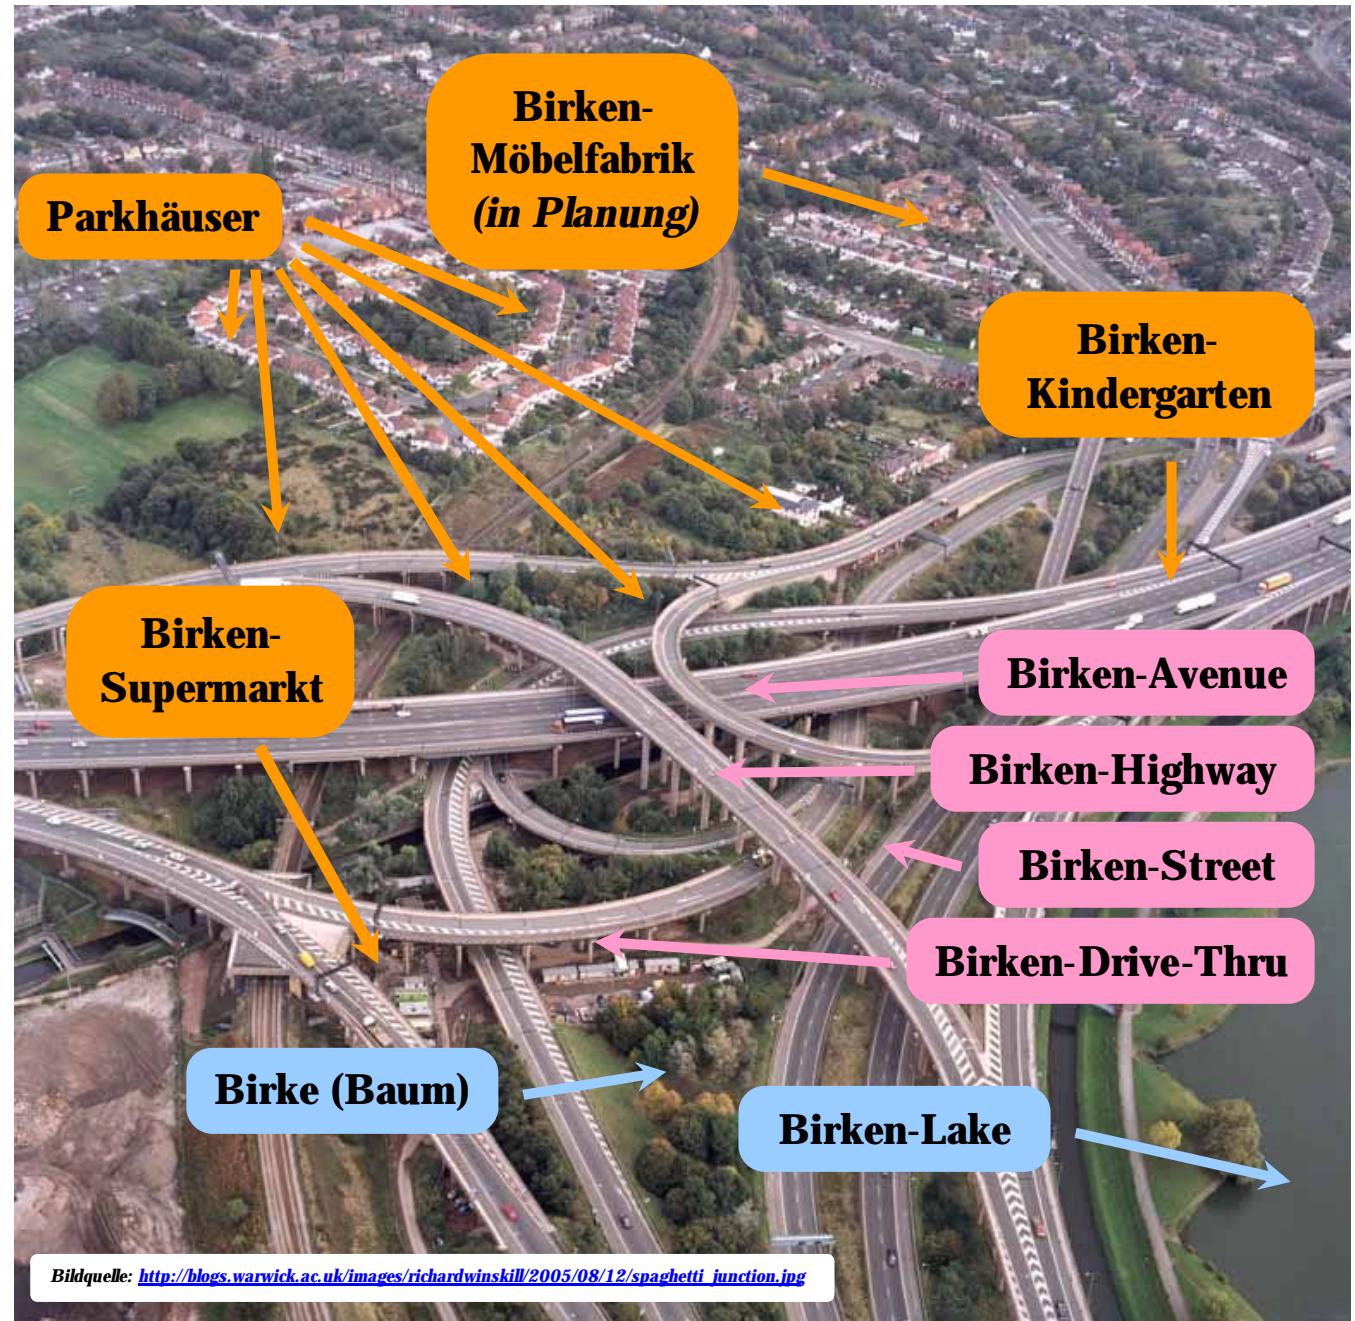 Birken-
Möbelfabrik
(in Planung)
Parkhäuser
Birken-
Kindergarten
Birken-
Supermarkt
Birken-Avenue
Birken-Highway
Birken-Street
Birken-Drive-Thru
Birke (Baum)
Birken-Lake
Bildquelle: http://blogs.warwick.ac.uk/images/richardwinskill/2005/08/12/spaghetti_junction.jpg